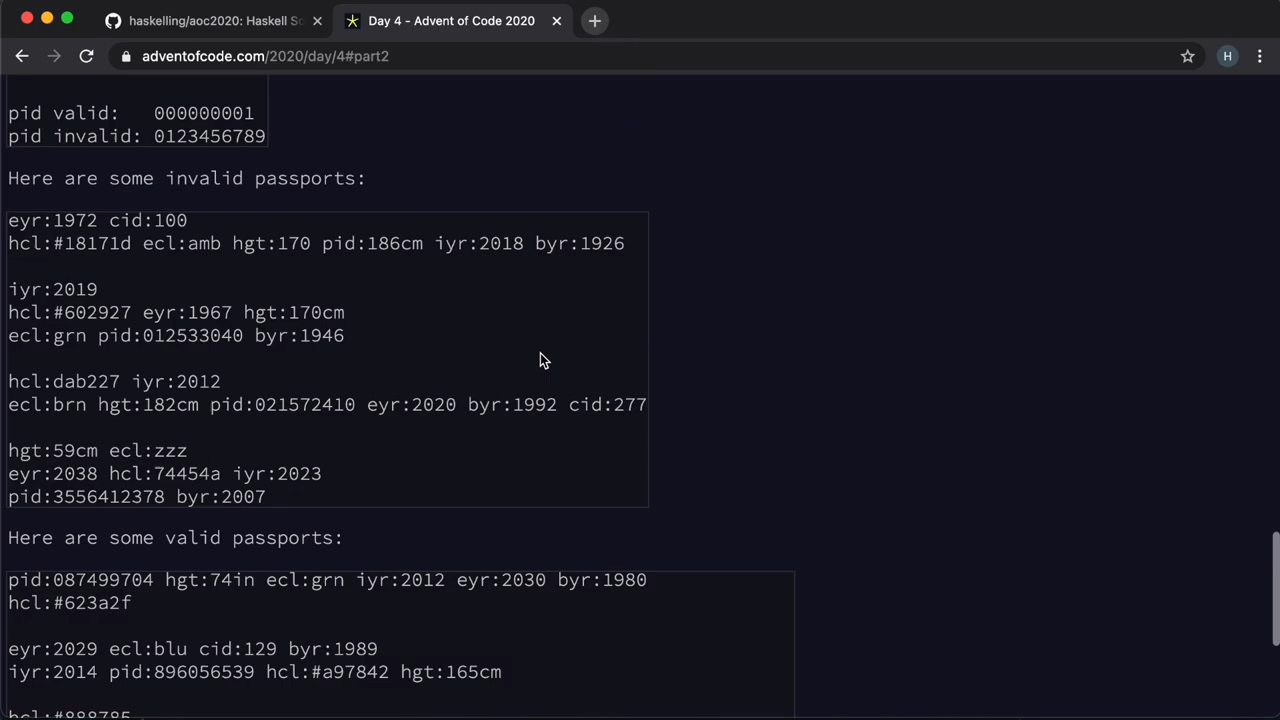 haskelling/aoc2020: Haskell So
Day 4 - Advent of Code 2020
adventofcode.com/2020/day/4#part2
H
pid valid:   000000001
pid invalid: 0123456789
Here are some invalid passports:
eyr:1972 cid:100
hcl:#18171d ecl:amb hgt:170 pid:186cm iyr:2018 byr:1926
iyr:2019
hcl:#602927 eyr:1967 hgt:170cm
ecl:grn pid:012533040 byr:1946
hcl:dab227 iyr:2012
ecl:brn hgt:182cm pid:021572410 eyr:2020 byr:1992 cid:277
hgt:59cm ecl:zzz
eyr:2038 hcl:74454a iyr:2023
pid:3556412378 byr:2007
Here are some valid passports:
pid:087499704 hgt:74in ecl:grn iyr:2012 eyr:2030 byr:1980
hcl:#623a2f
eyr:2029 ecl:blu cid:129 byr:1989
iyr:2014 pid:896056539 hcl:#a97842 hgt:165cm
hcl:#888785